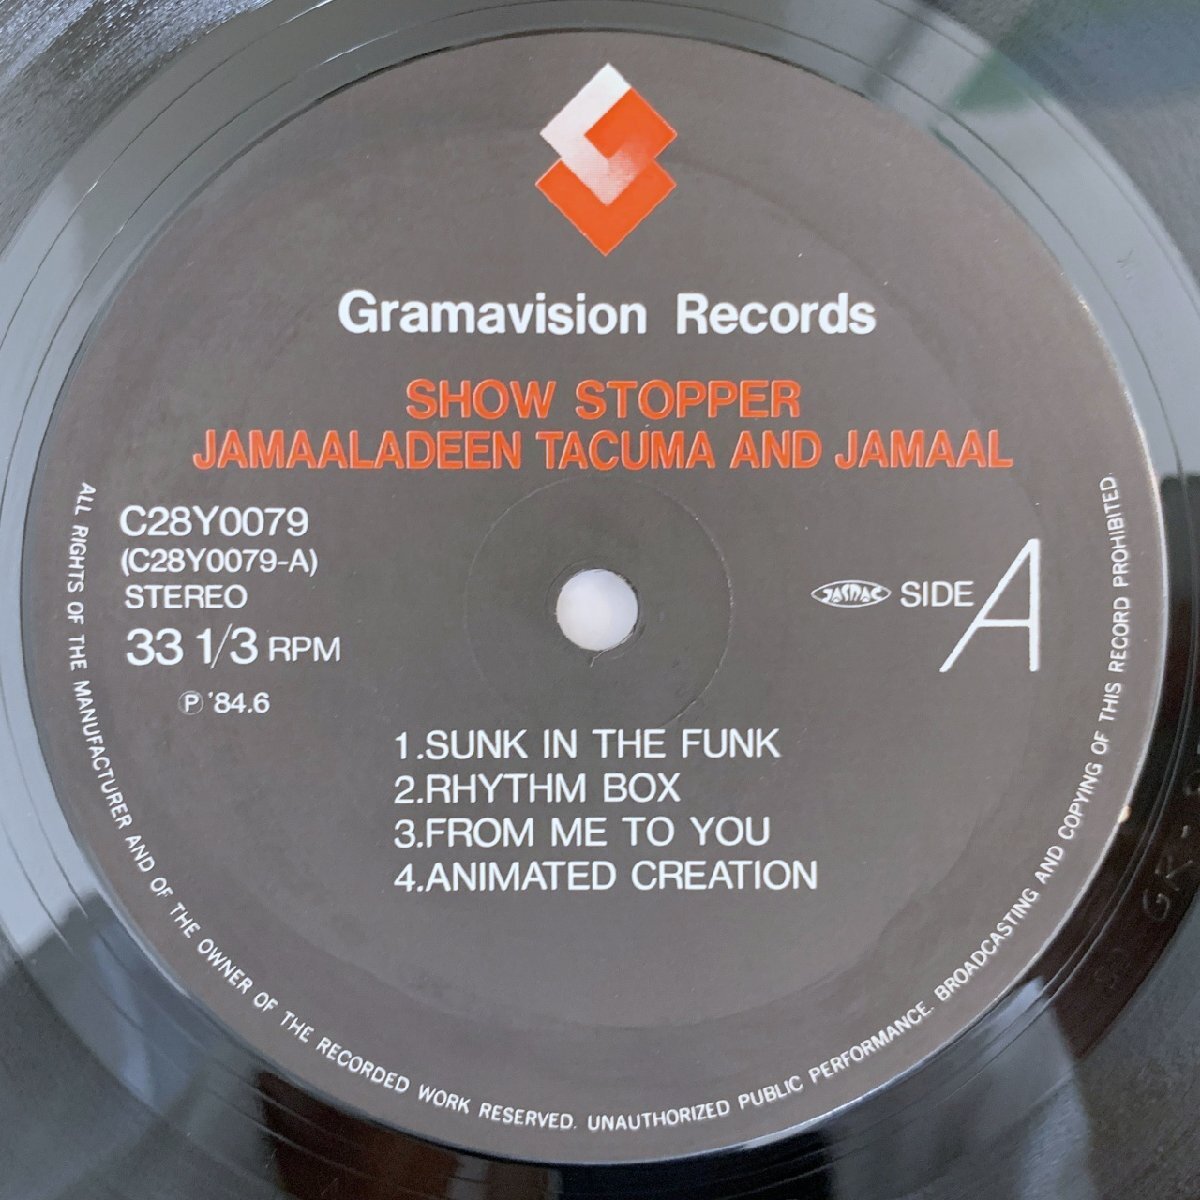 Gramavision Records
SHOW STOPPER
JAMAALADEEN TACUMA AND JAMAAL
C28Y0079
(C28Y0079-A)
STEREO
33 1/3 RPM
Ⓟ '84.6
JASRAC SIDE A
1.SUNK IN THE FUNK
2.RHYTHM BOX
3.FROM ME TO YOU
4.ANIMATED CREATION
ALL RIGHTS OF THE MANUFACTURER AND OF THE OWNER OF THE RECORDED WORK RESERVED. UNAUTHORIZED PUBLIC PERFORMANCE. BROADCASTING AND COPYING OF THIS RECORD PROHIBITED.